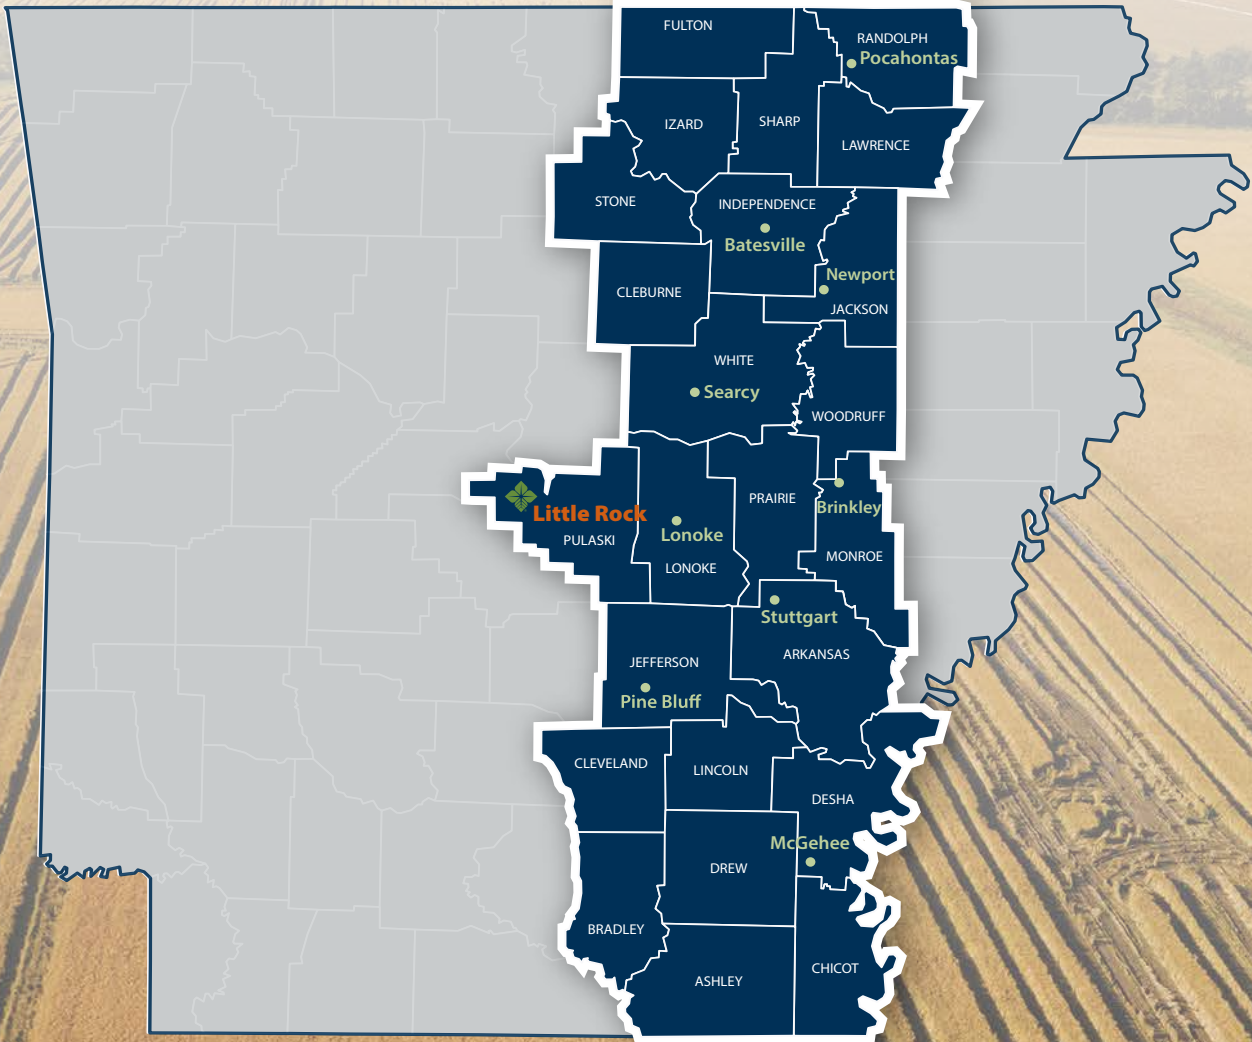 FULTON
RANDOLPH
Pocahontas
IZARD
SHARP
LAWRENCE
STONE
INDEPENDENCE
Batesville
Newport
CLEBURNE
JACKSON
WHITE
Searcy
WOODRUFF
PRAIRIE
Brinkley
Little Rock
Lonoke
PULASKI
MONROE
LONOKE
Stuttgart
ARKANSAS
JEFFERSON
Pine Bluff
CLEVELAND
LINCOLN
DESHA
McGehee
DREW
BRADLEY
CHICOT
ASHLEY